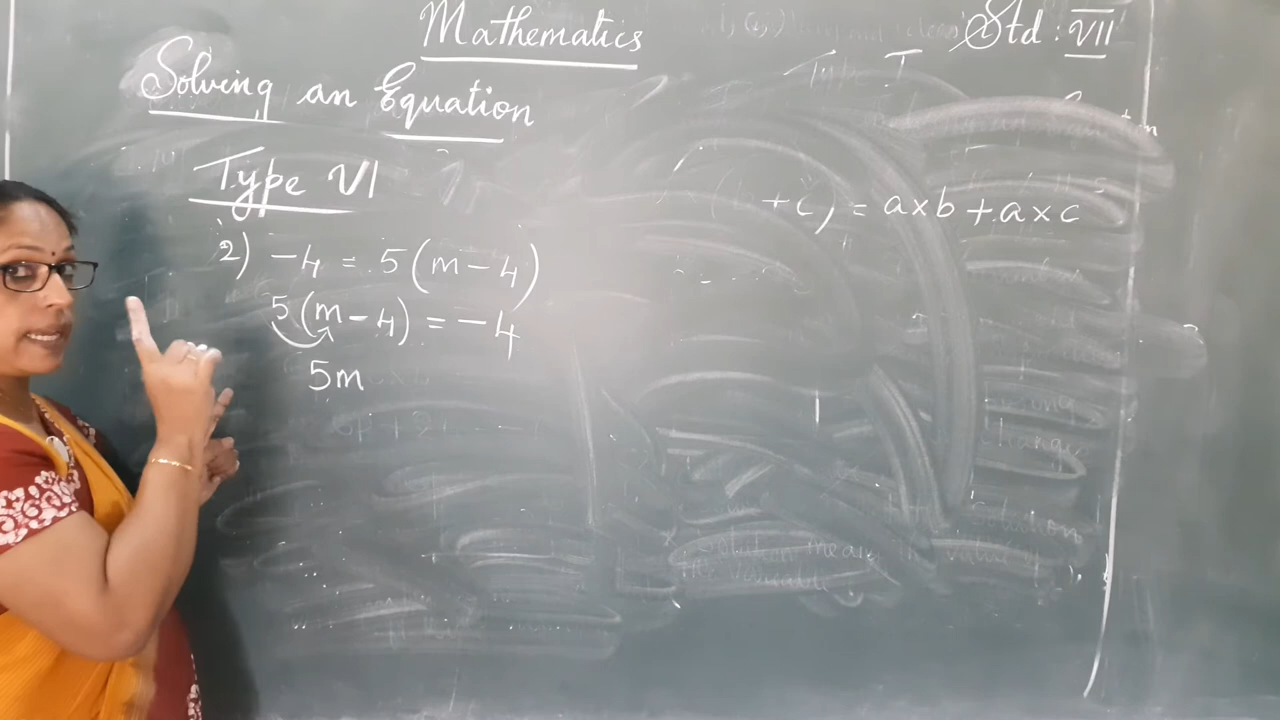 Mathematics
Std : VII
Solving an Equation
Type VI
+ c) = a×b + a×c
2) -4 = 5(m-4)
5(m-4) = -4
5m